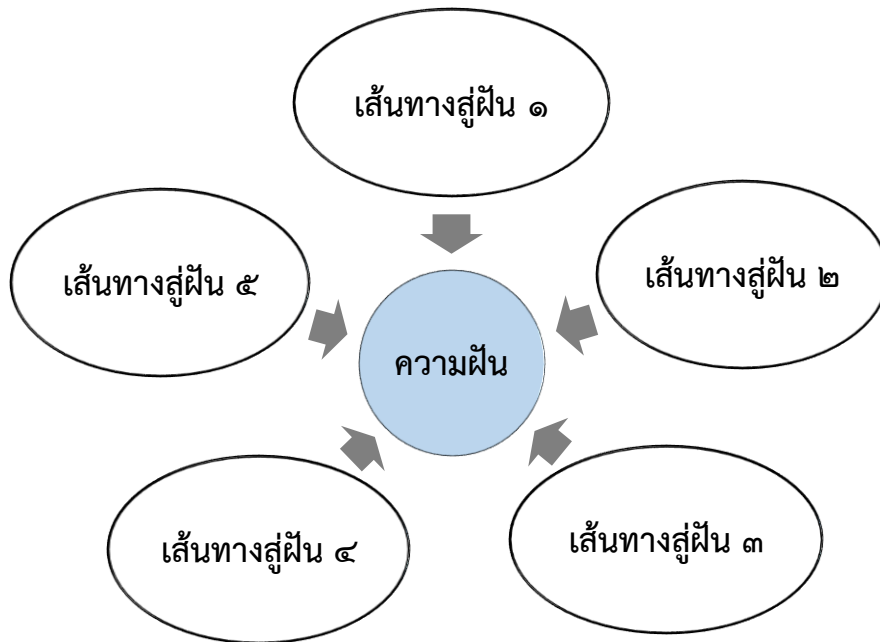 เส้นทางสู่ฝัน ๑
เส้นทางสู่ฝัน ๒
เส้นทางสู่ฝัน ๓
เส้นทางสู่ฝัน ๔
เส้นทางสู่ฝัน ๕
ความฝัน